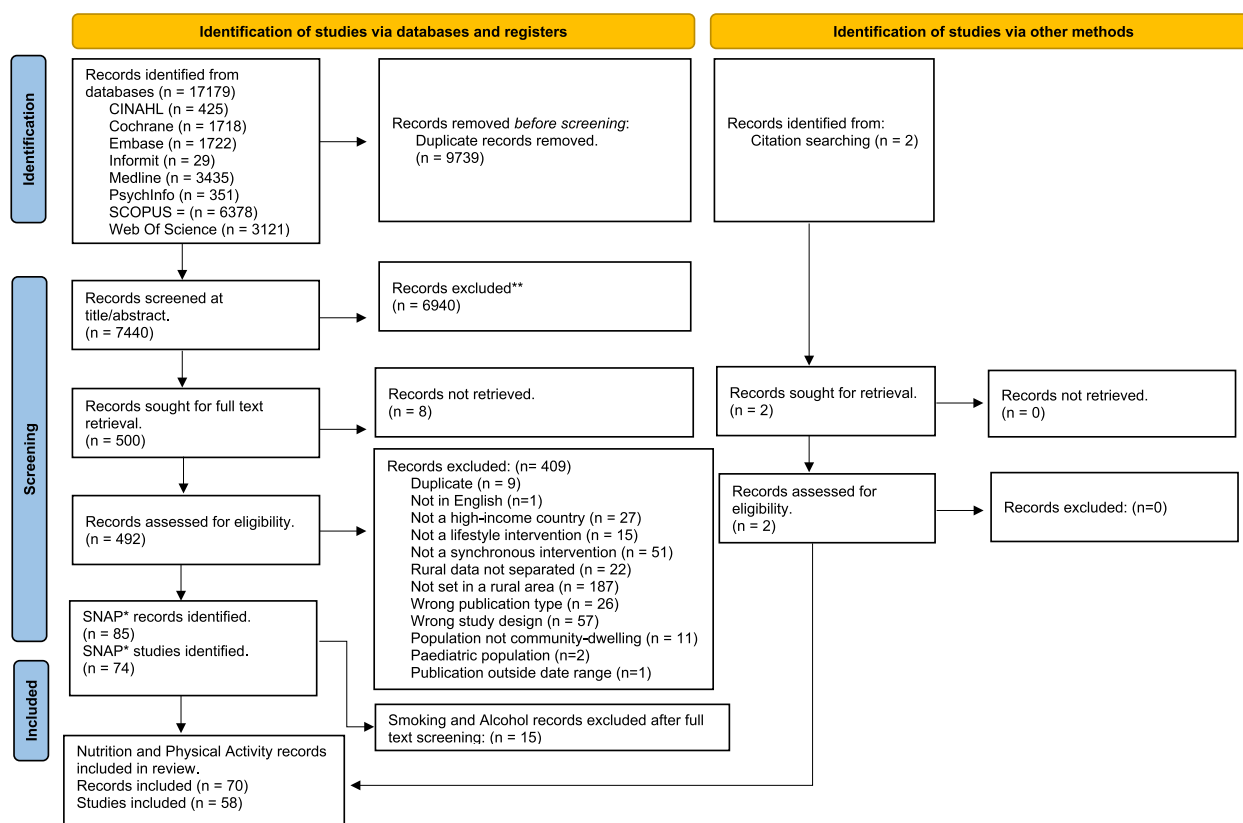 Identification of studies via databases and registers
Identification of studies via other methods
Identification
Records identified from
databases (n = 17179)
CINAHL (n = 425)
Cochrane (n = 1718)
Embase (n = 1722)
Informit (n = 29)
Medline (n = 3435)
PsychInfo (n = 351)
SCOPUS = (n = 6378)
Web Of Science (n = 3121)
Records removed before screening:
Duplicate records removed.
(n = 9739)
Records identified from:
Citation searching (n = 2)
Screening
Records screened at
title/abstract.
(n = 7440)
Records excluded**
(n = 6940)
Records sought for full text
retrieval.
(n = 500)
Records not retrieved.
(n = 8)
Records sought for retrieval.
(n = 2)
Records not retrieved.
(n = 0)
Records assessed for eligibility.
(n = 492)
Records excluded: (n= 409)
Duplicate (n = 9)
Not in English (n=1)
Not a high-income country (n = 27)
Not a lifestyle intervention (n = 15)
Not a synchronous intervention (n = 51)
Rural data not separated (n = 22)
Not set in a rural area (n = 187)
Wrong publication type (n = 26)
Wrong study design (n = 57)
Population not community-dwelling (n = 11)
Paediatric population (n=2)
Publication outside date range (n=1)
Records assessed for
eligibility.
(n = 2)
Records excluded: (n=0)
SNAP* records identified.
(n = 85)
SNAP* studies identified.
(n = 74)
Included
Smoking and Alcohol records excluded after full
text screening: (n = 15)
Nutrition and Physical Activity records
included in review.
Records included (n = 70)
Studies included (n = 58)